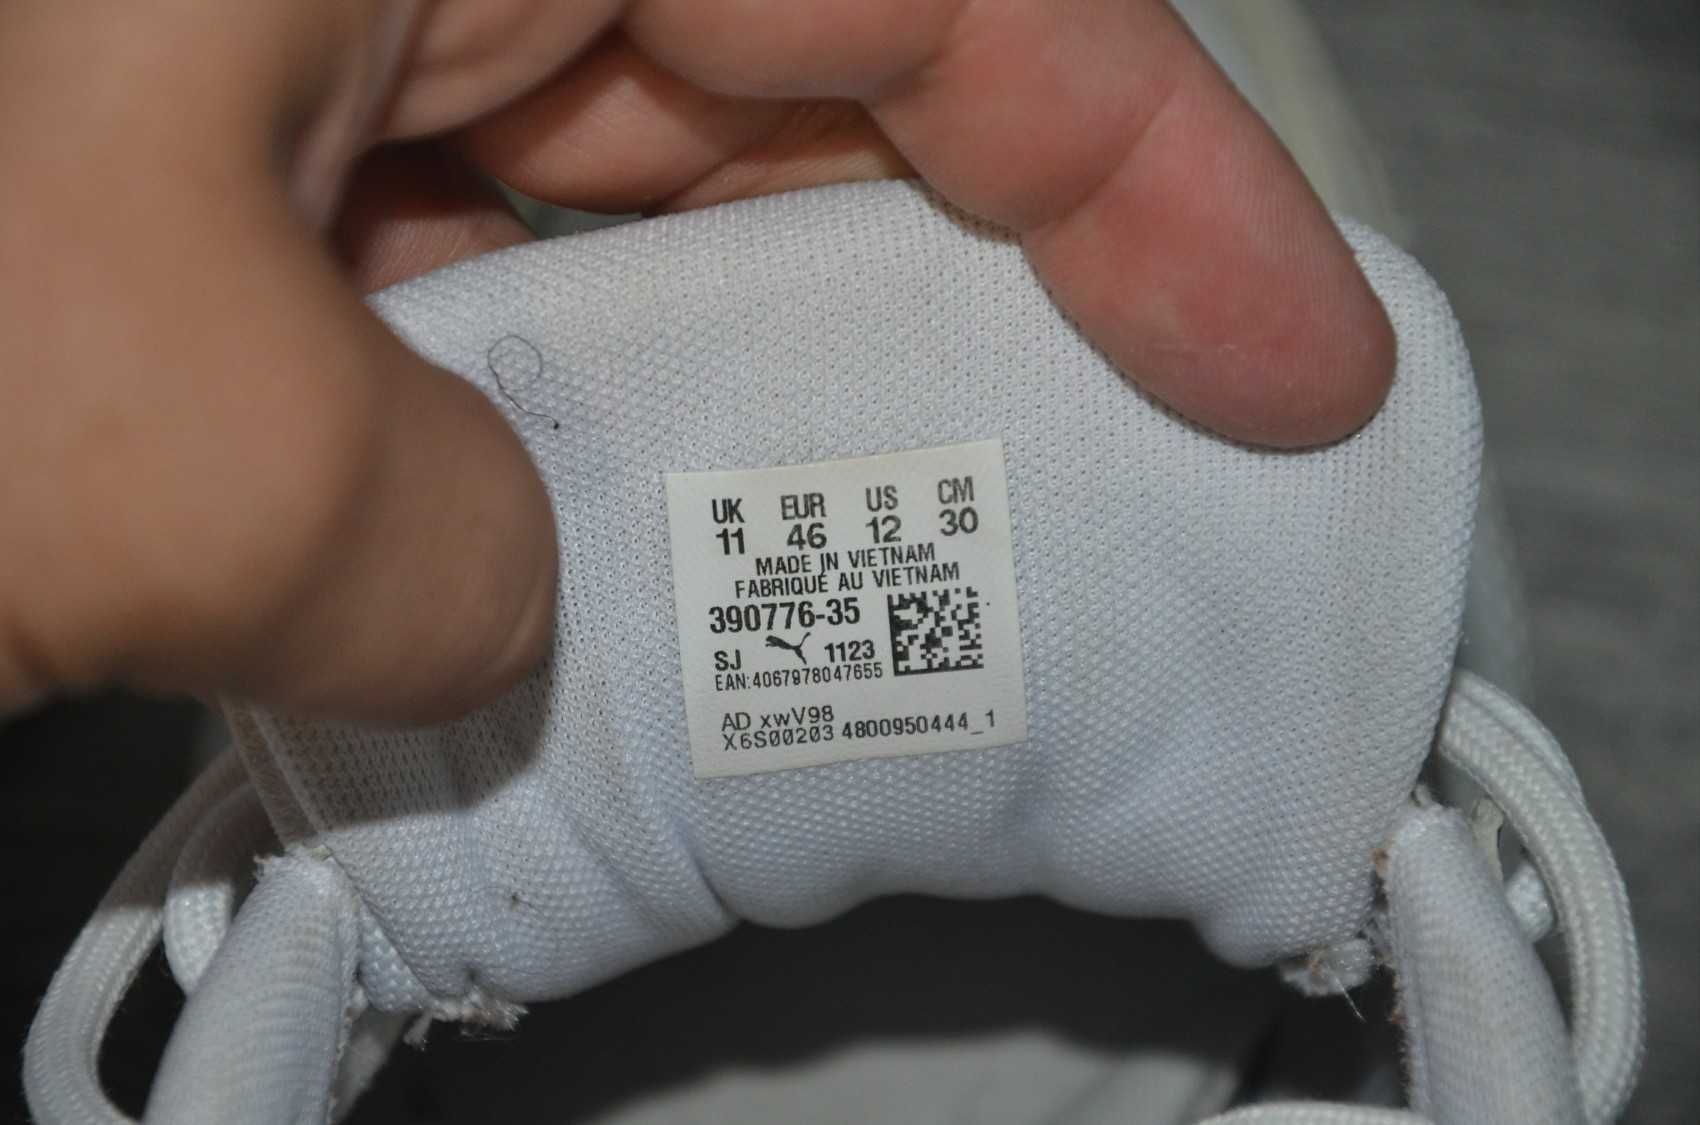 UK EUR US CM
11 46 12 30
MADE IN VIETNAM
FABRIQUÉ AU VIETNAM
390776-35
SJ 1123
EAN:4067978047655
AD xwV98
X6S00203 4800950444_1